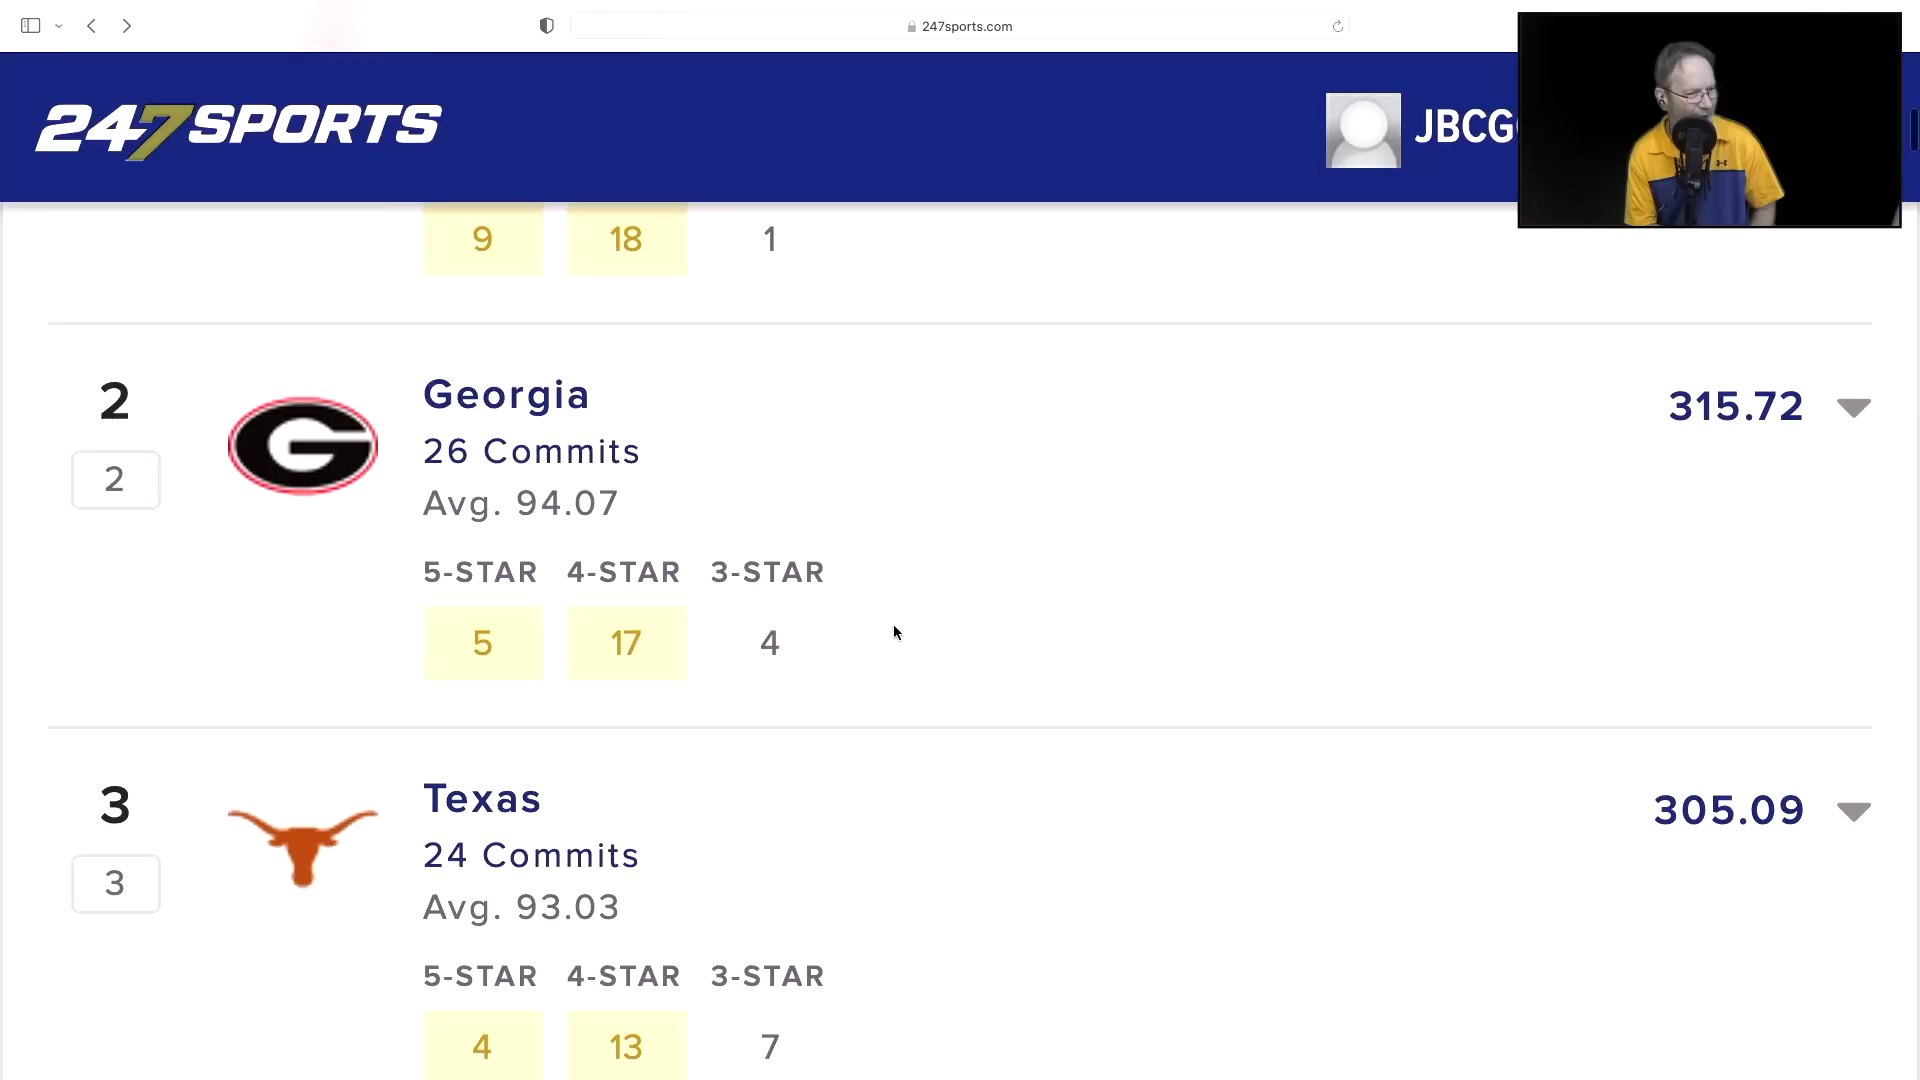 247sports.com
247SPORTS
JBCG
9 18 1
2
Georgia
315.72
26 Commits
2
Avg. 94.07
5-STAR 4-STAR 3-STAR
5 17 4
3
Texas
305.09
24 Commits
3
Avg. 93.03
5-STAR 4-STAR 3-STAR
4 13 7